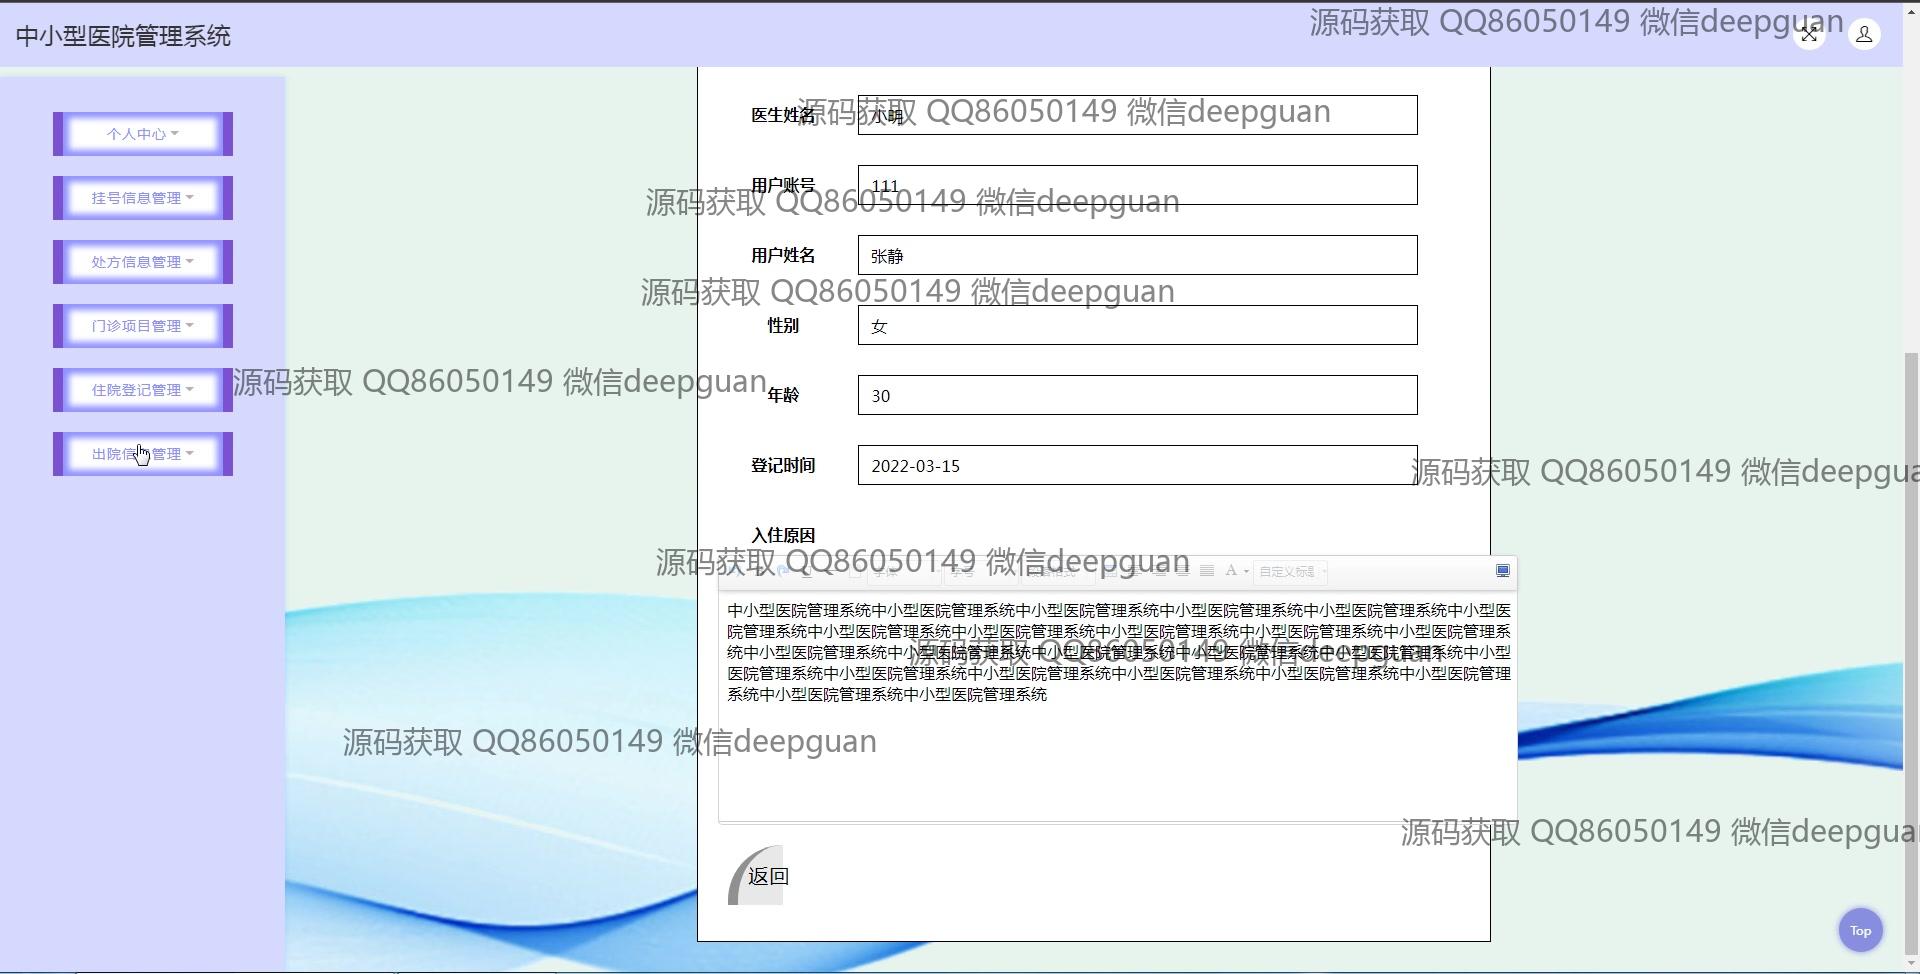 中小型医院管理系统
源码获取 QQ86050149 微信deepguan
个人中心
挂号信息管理
处方信息管理
门诊项目管理
住院登记管理
出院信息管理
源码获取 QQ86050149 微信deepguan
医生姓名 小明
用户账号 111
源码获取 QQ86050149 微信deepguan
用户姓名 张静
源码获取 QQ86050149 微信deepguan
性别 女
源码获取 QQ86050149 微信deepguan
年龄 30
登记时间 2022-03-15
源码获取 QQ86050149 微信deepgua
入住原因
源码获取 QQ86050149 微信deepguan
自定义标题
中小型医院管理系统中小型医院管理系统中小型医院管理系统中小型医院管理系统中小型医院管理系统中小型医
院管理系统中小型医院管理系统中小型医院管理系统中小型医院管理系统中小型医院管理系统中小型医院管理系
统中小型医院管理系统中小型医院管理系统中小型医院管理系统中小型医院管理系统中小型医院管理系统中小型
医院管理系统中小型医院管理系统中小型医院管理系统中小型医院管理系统中小型医院管理系统中小型医院管理
系统中小型医院管理系统中小型医院管理系统
源码获取 QQ86050149 微信deepguan
源码获取 QQ86050149 微信deepguan
源码获取 QQ86050149 微信deepguan
返回
Top